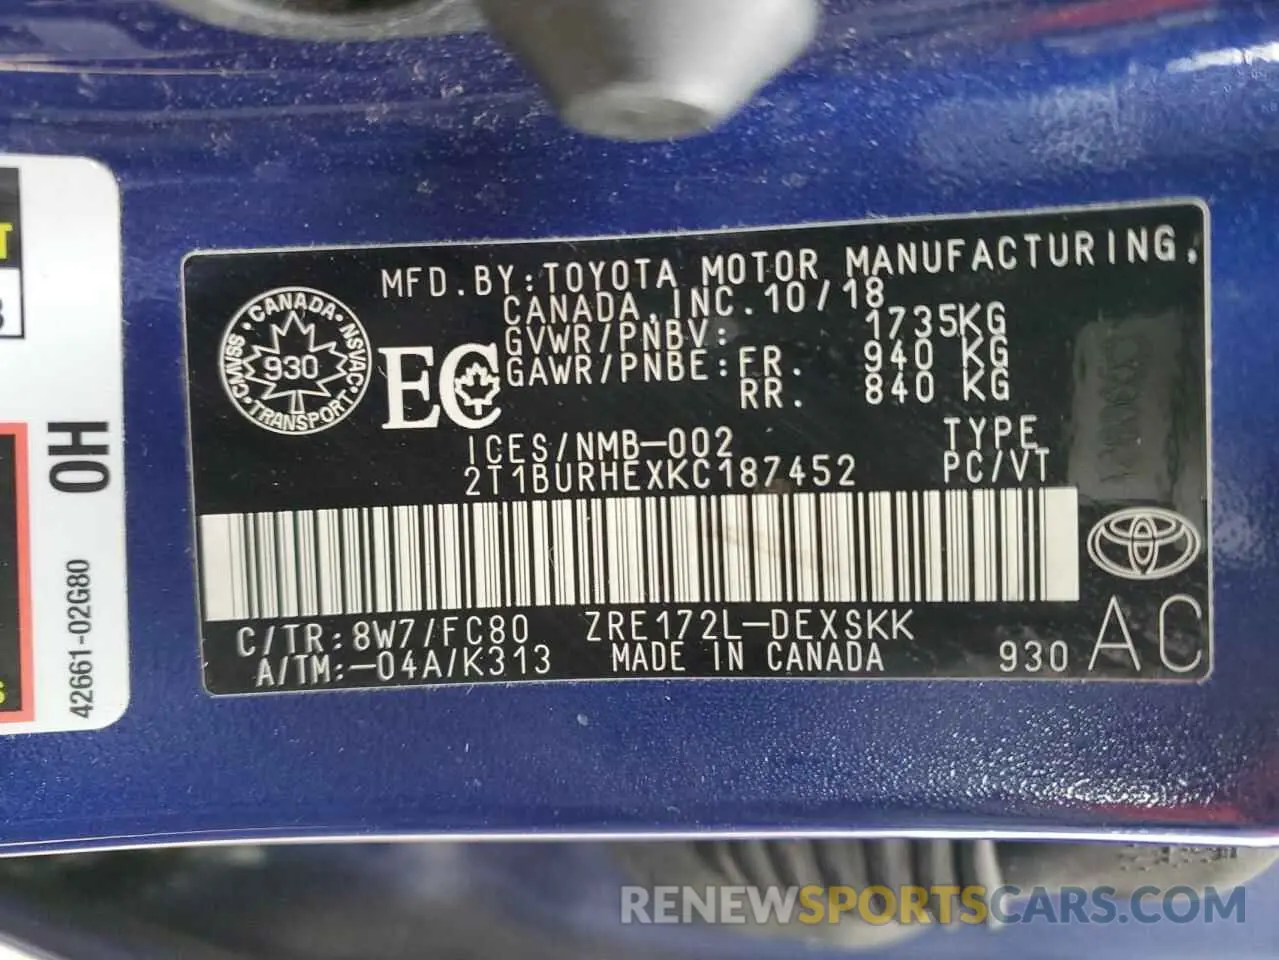 MFD. BY: TOYOTA MOTOR MANUFACTURING,
CANADA, INC. 10/18
GVWR/PNBV: 1735KG
GAWR/PNBE: FR. 940 KG
RR. 840 KG
CANADA
CMVSS NSVAC
930
TRANSPORT
EC
ICES/NMB-002 TYPE
2T1BURHEXKC187452 PC/VT
C/TR: 8W7/FC80 ZRE172L-DEXSKK
A/TM: -04A/K313 MADE IN CANADA 930 AC
OH
42661-02G80
RENEWSPORTSCARS.COM